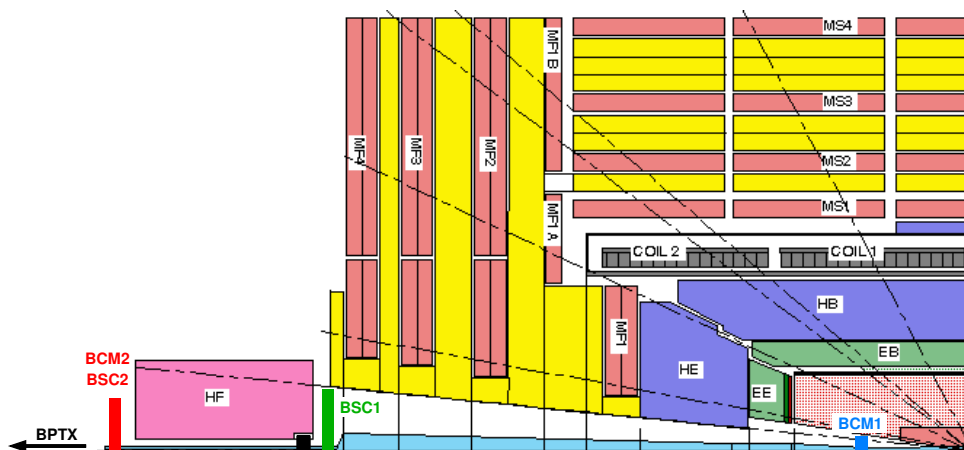 MS4
MF1 B
MS3
MF4
MF3
MF2
MS2
MS1
MF1 A
COIL 2
COIL 1
HB
MF1
EB
BCM2
HE
BSC2
HF
EE
BSC1
BCM1
BPTX